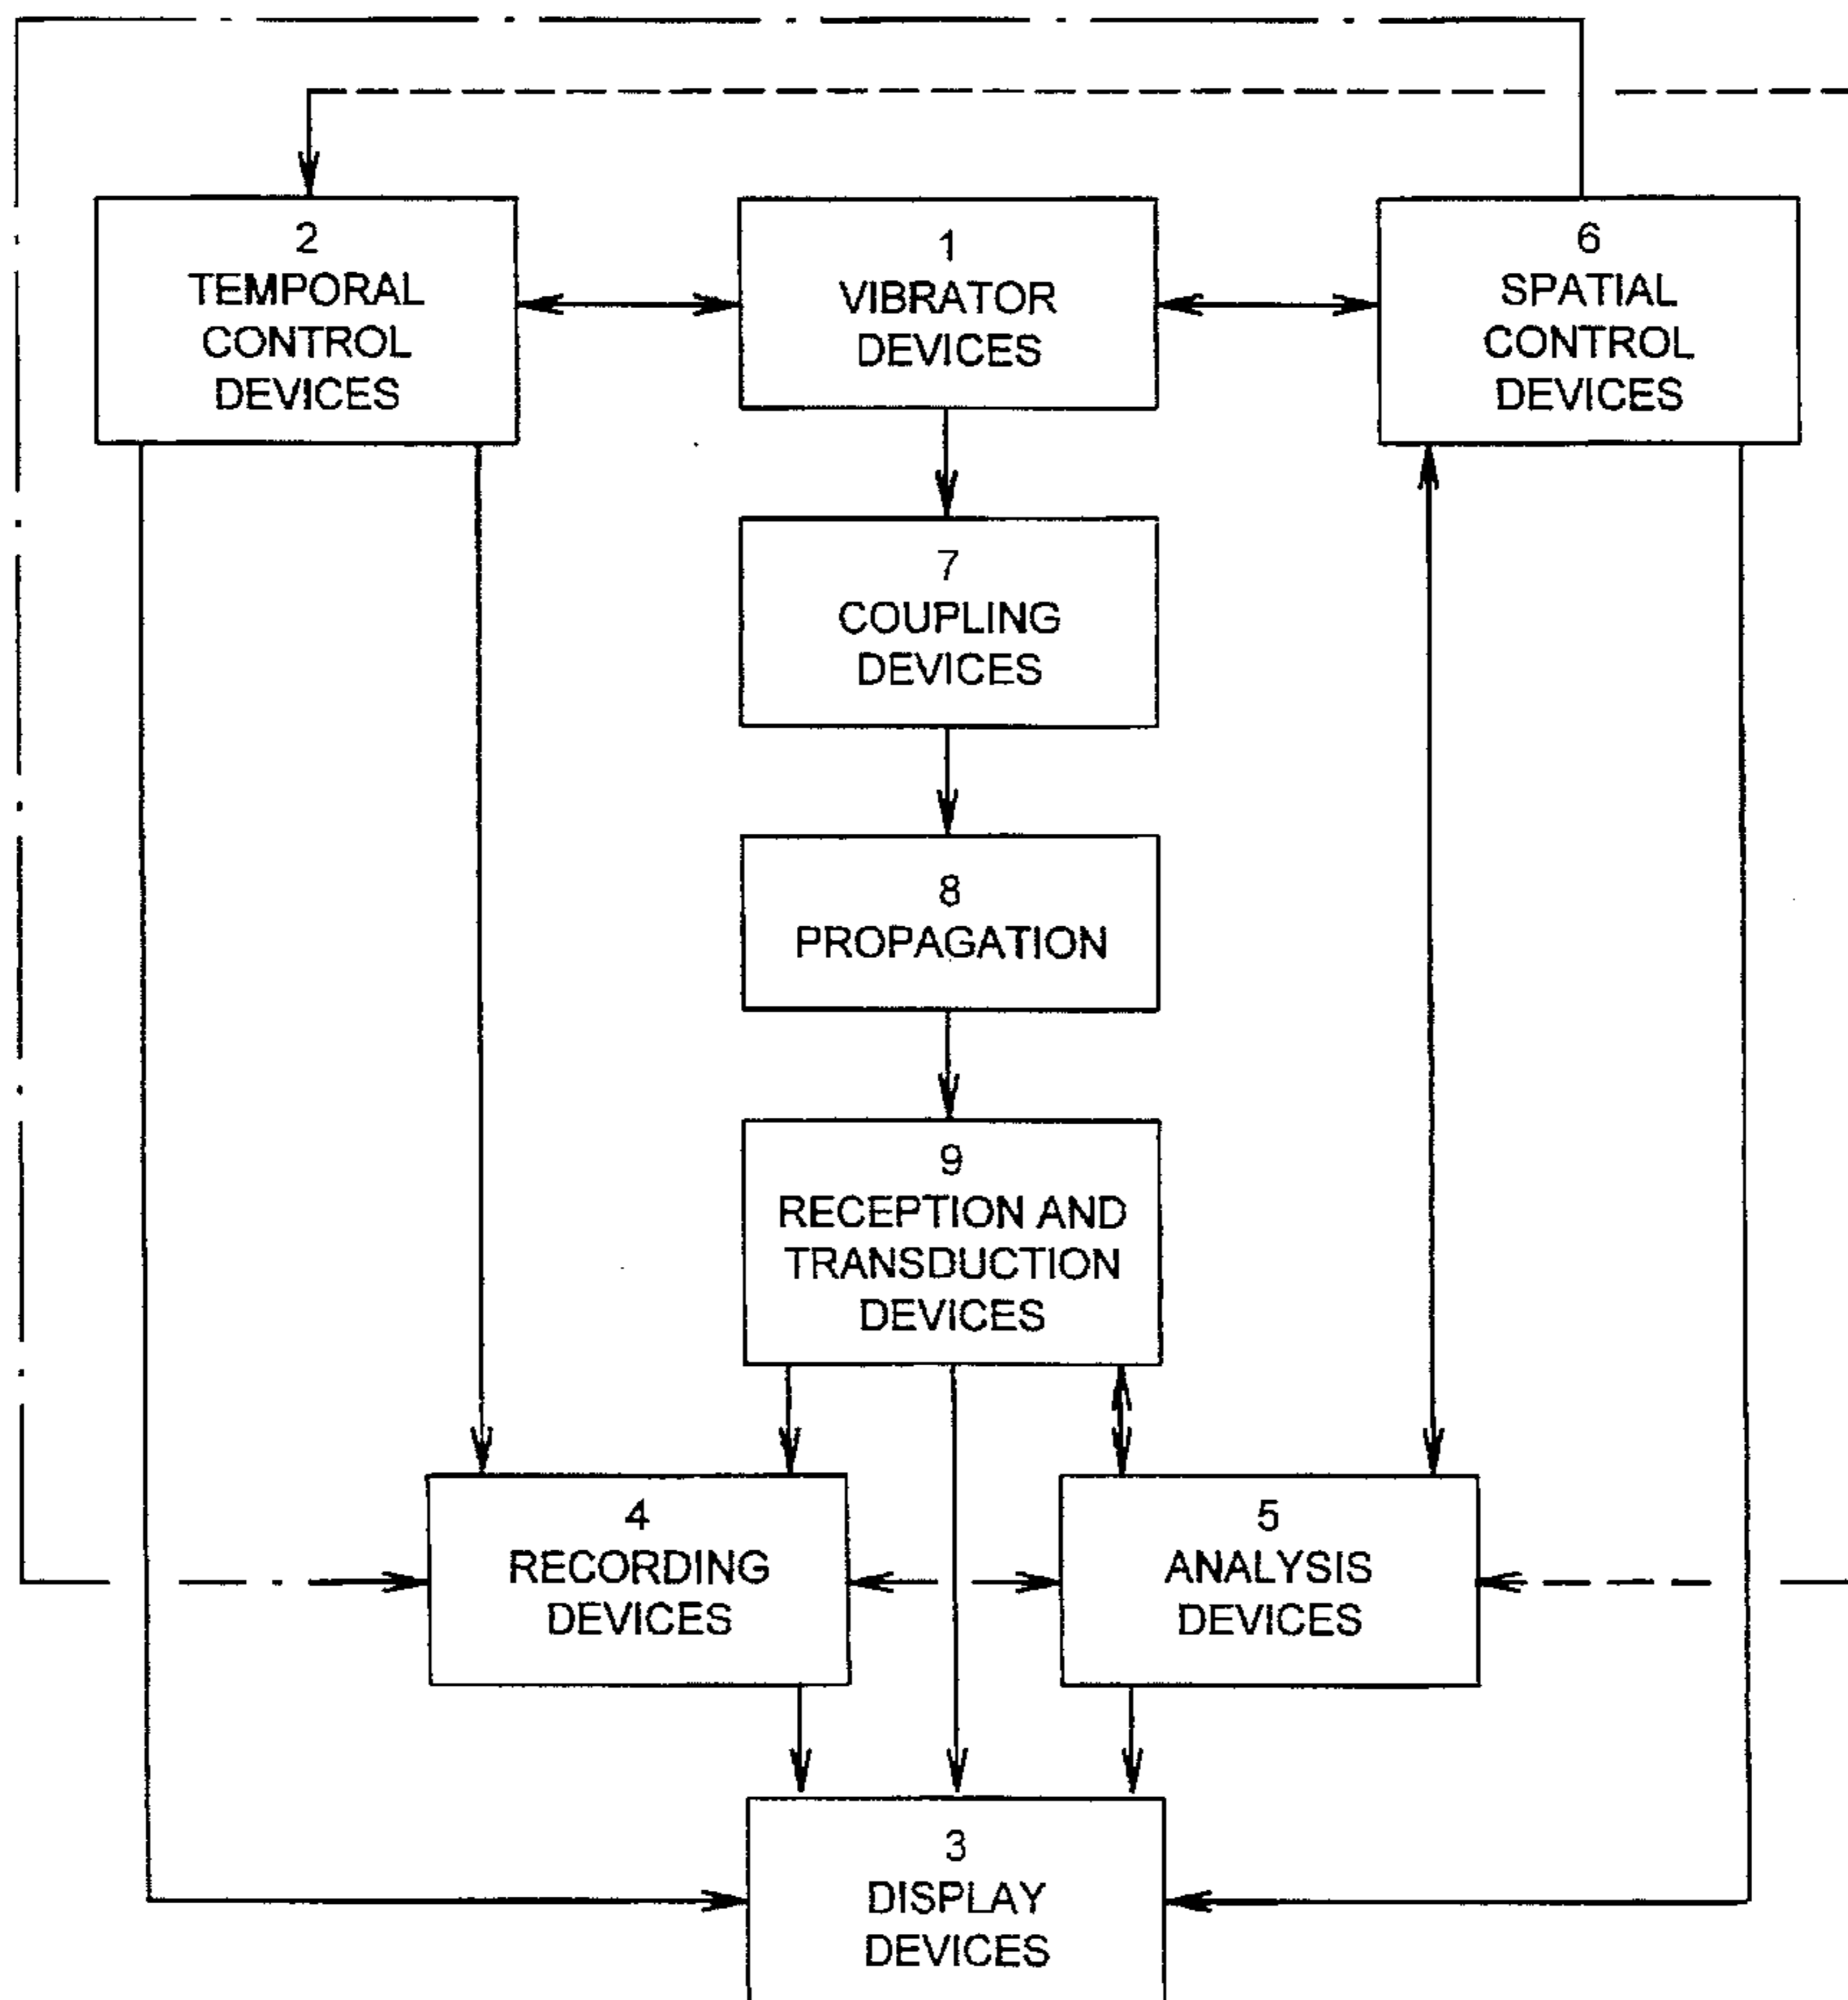 2
TEMPORAL
CONTROL
DEVICES
1
VIBRATOR
DEVICES
6
SPATIAL
CONTROL
DEVICES
7
COUPLING
DEVICES
8
PROPAGATION
9
RECEPTION AND
TRANSDUCTION
DEVICES
4
RECORDING
DEVICES
5
ANALYSIS
DEVICES
3
DISPLAY
DEVICES